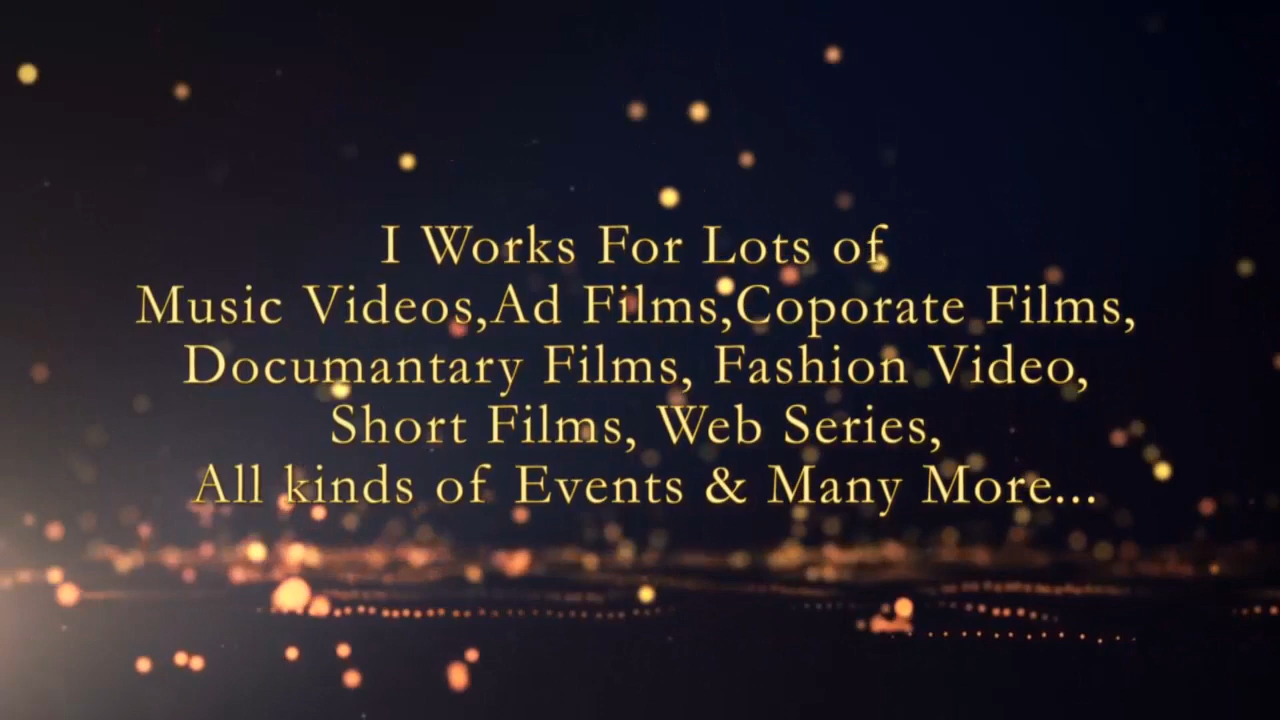 I Works For Lots of
Music Videos,Ad Films,Coporate Films,
Documantary Films, Fashion Video,
Short Films, Web Series,
All kinds of Events & Many More...